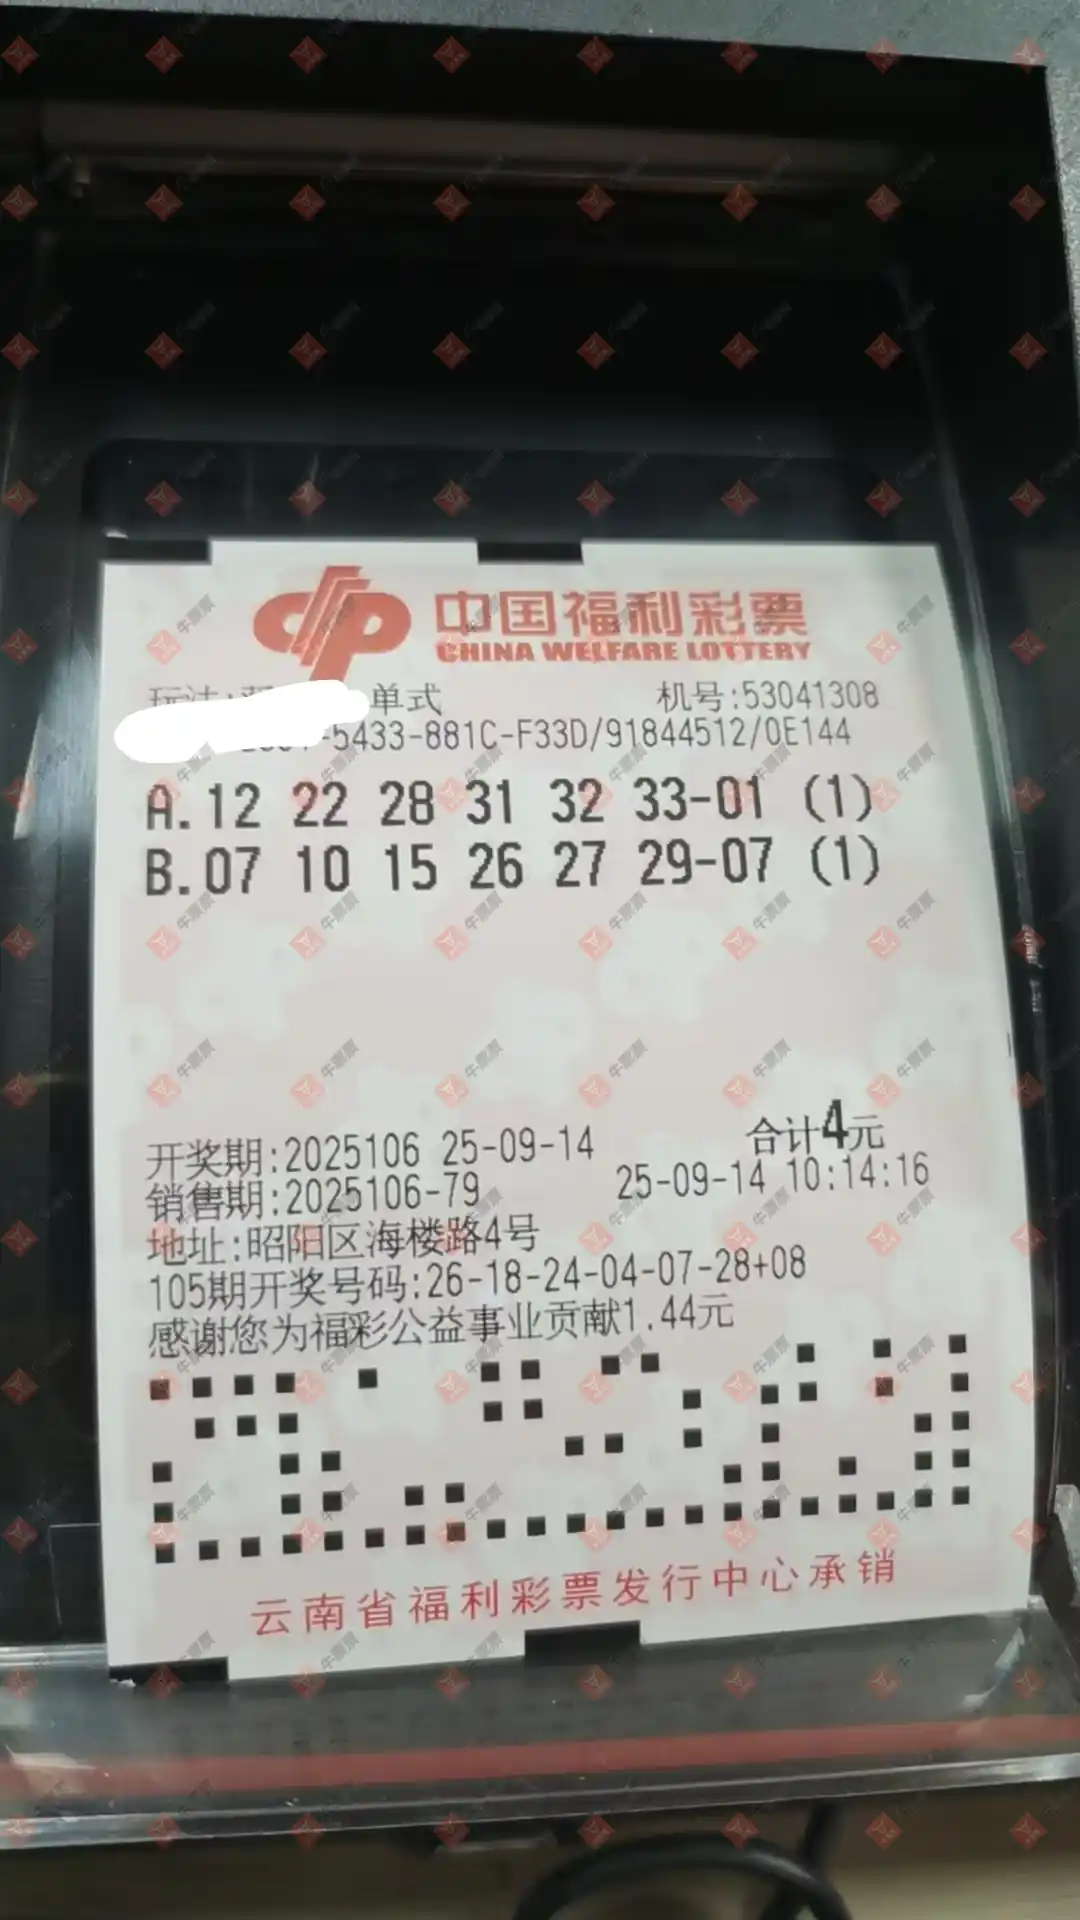 中国福利彩票
CHINA WELFARE LOTTERY
单式 机号:53041308
-5433-881C-F33D/91844512/0E144
A.12 22 28 31 32 33-01 (1)
B.07 10 15 26 27 29-07 (1)
合计4元
开奖期:2025106 25-09-14
销售期:2025106-79 25-09-14 10:14:16
地址:昭阳区海楼路4号
105期开奖号码:26-18-24-04-07-28+08
感谢您为福彩公益事业贡献1.44元
云南省福利彩票发行中心承销